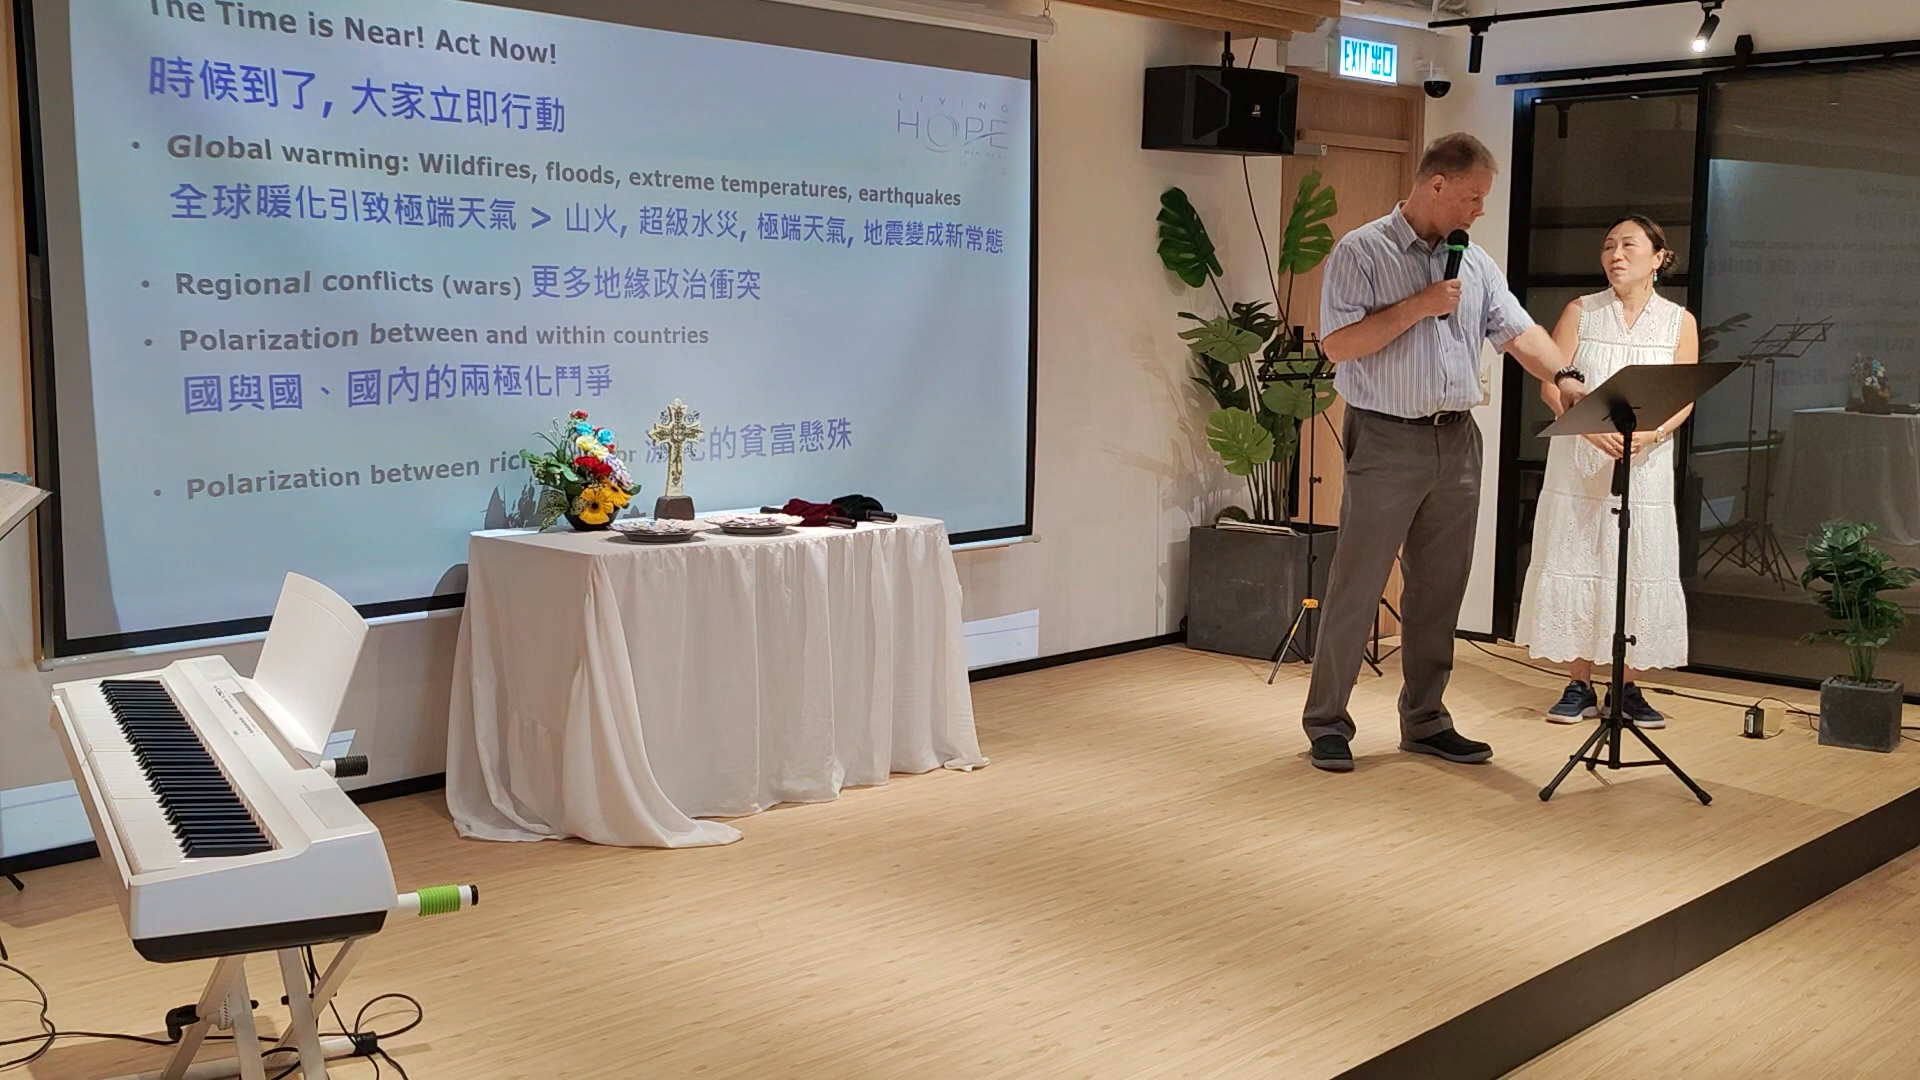 The Time is Near! Act Now!
時候到了, 大家立即行動
LIVING
HOPE
• Global warming: Wildfires, floods, extreme temperatures, earthquakes
全球暖化引致極端天氣 > 山火, 超級水災, 極端天氣, 地震變成新常態
• Regional conflicts (wars) 更多地緣政治衝突
• Polarization between and within countries
國與國、國內的兩極化鬥爭
• Polarization between 的貧富懸殊
EXIT 出口